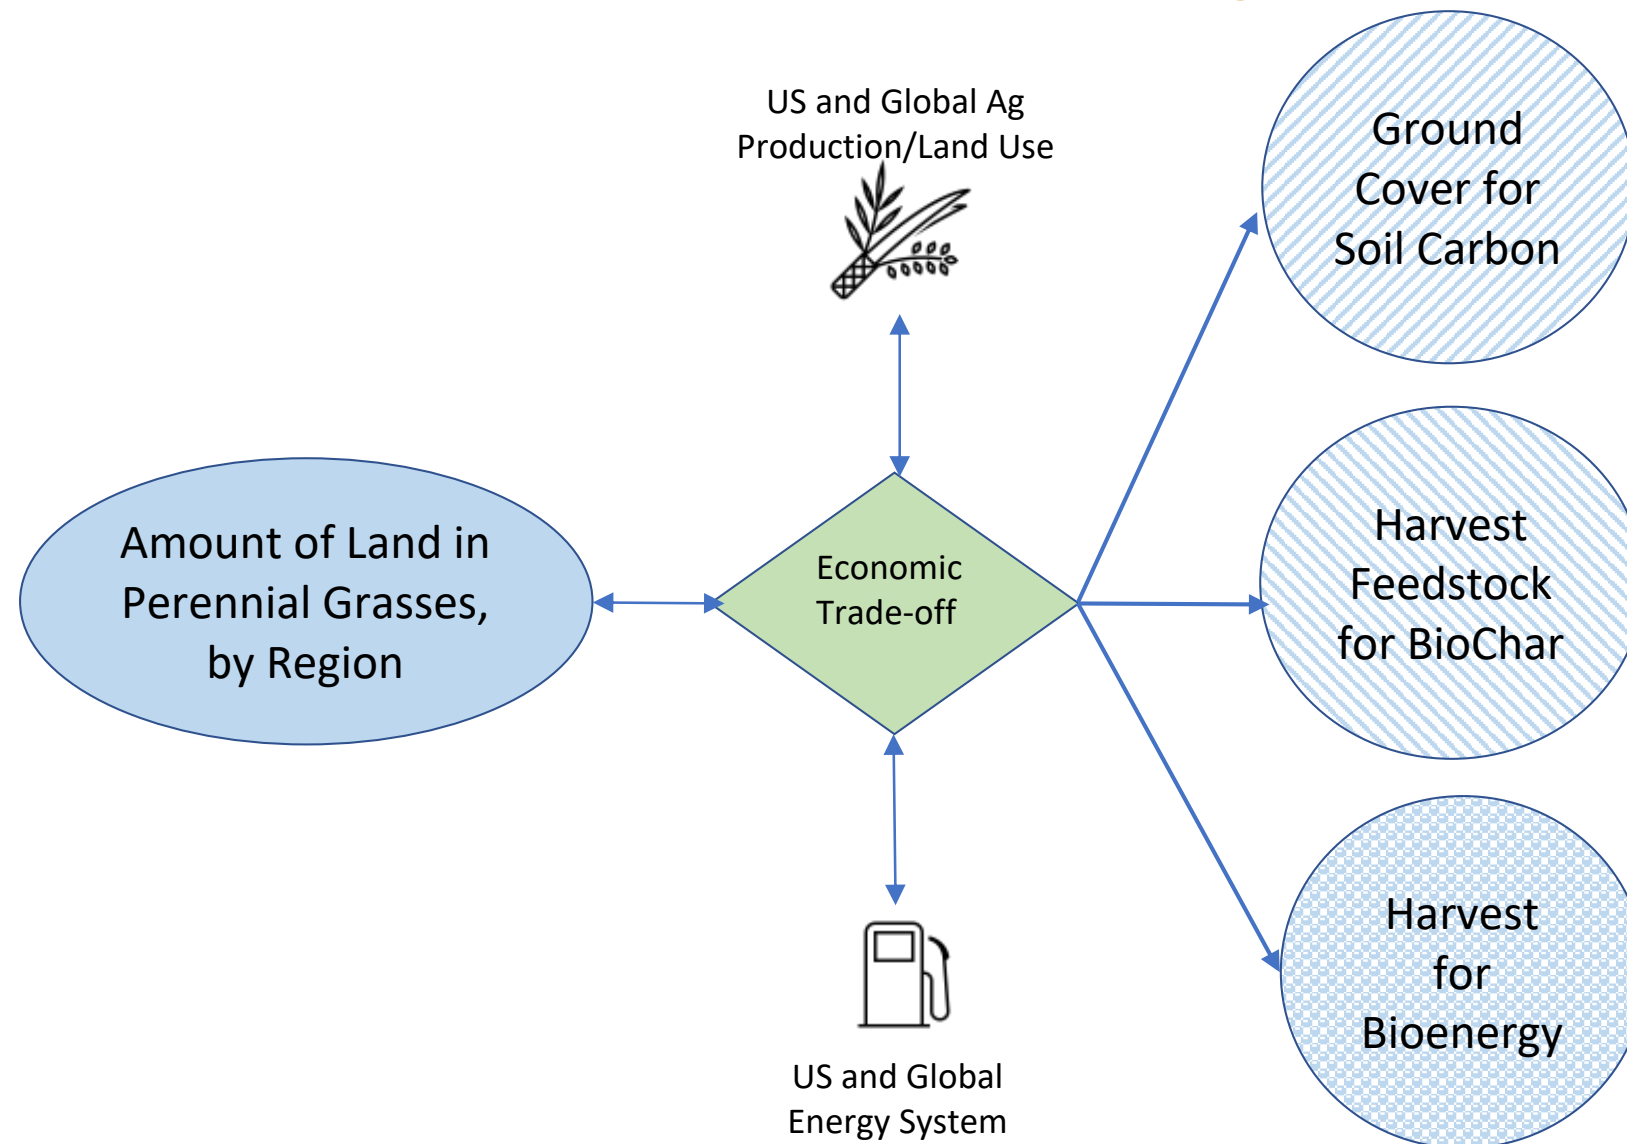 US and Global Ag
Production/Land Use
Ground
Cover for
Soil Carbon
Amount of Land in
Perennial Grasses,
by Region
Economic
Trade-off
Harvest
Feedstock
for BioChar
Harvest
for
Bioenergy
US and Global
Energy System